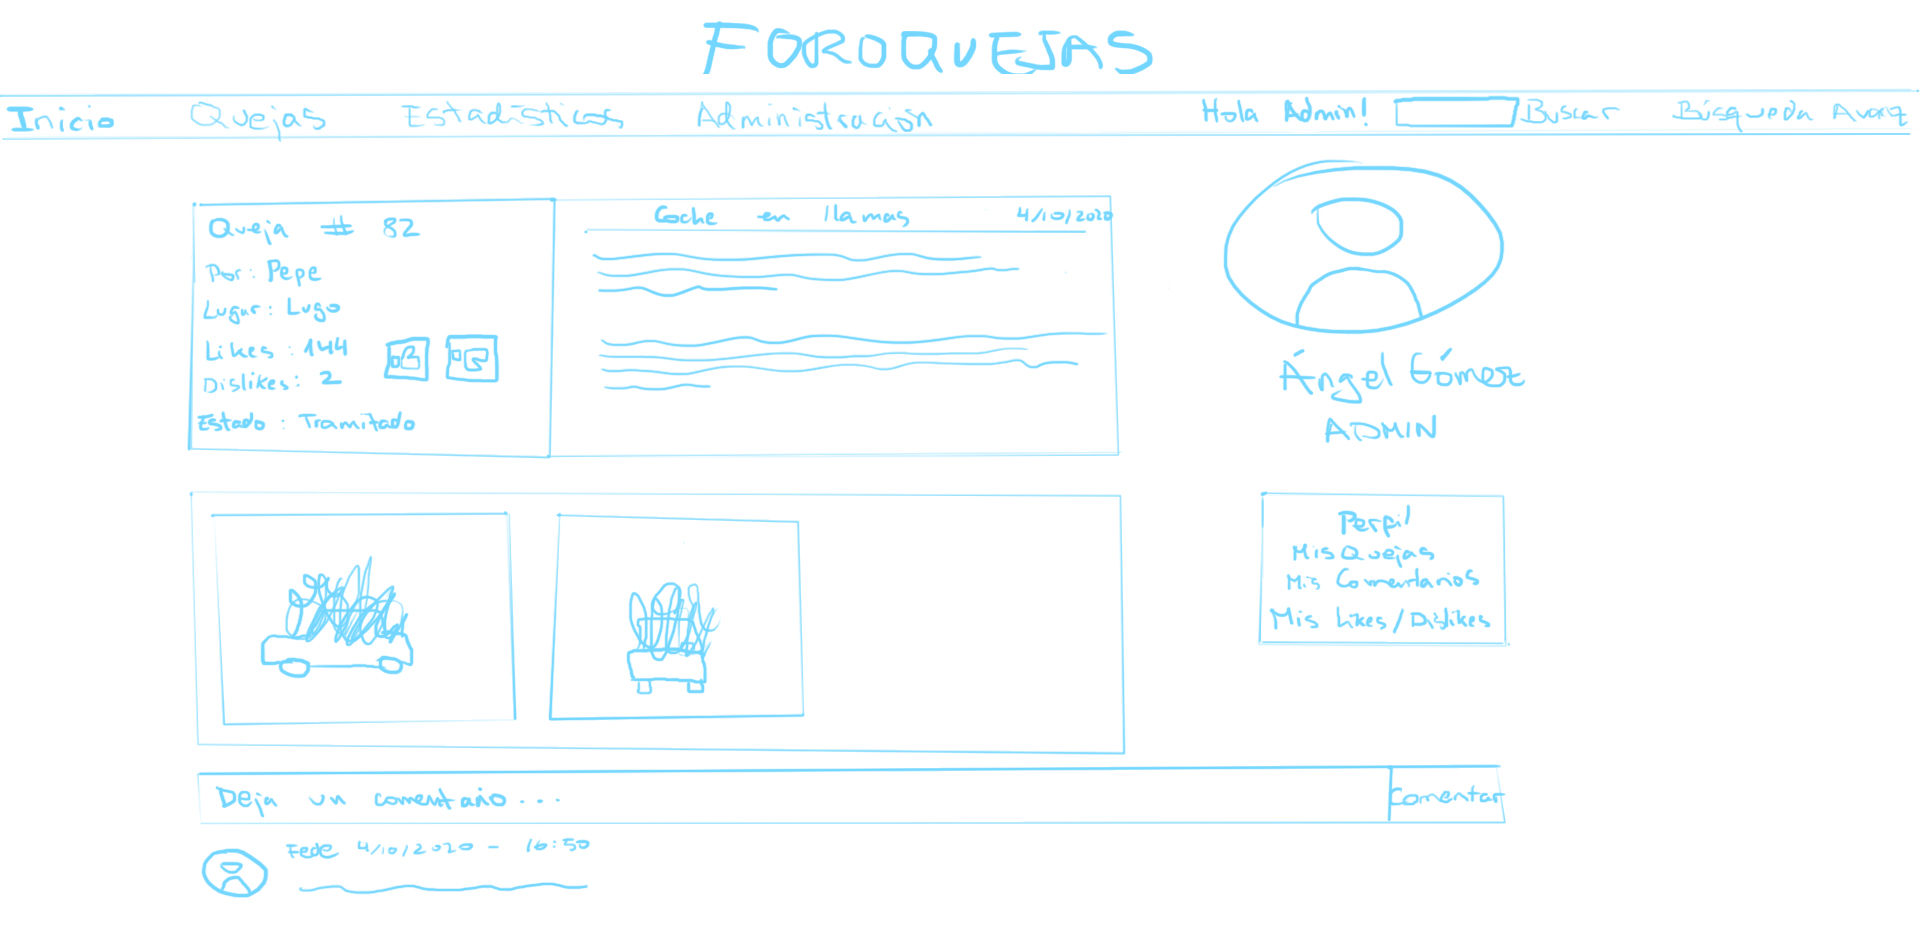 FOROQUEJAS
Inicio Quejas Estadísticas Administración Hola Admin! Buscar Búsqueda Avanz
Queja # 82
Por: Pepe
Lugar: Lugo
Likes: 144
Dislikes: 2
Estado: Tramitado
Coche en llamas 4/10/2020
Ángel Gómez
ADMIN
Perfil
Mis Quejas
Mis Comentarios
Mis Likes/Dislikes
Deja un comentario... Comentar
Fede 4/10/2020 - 16:50